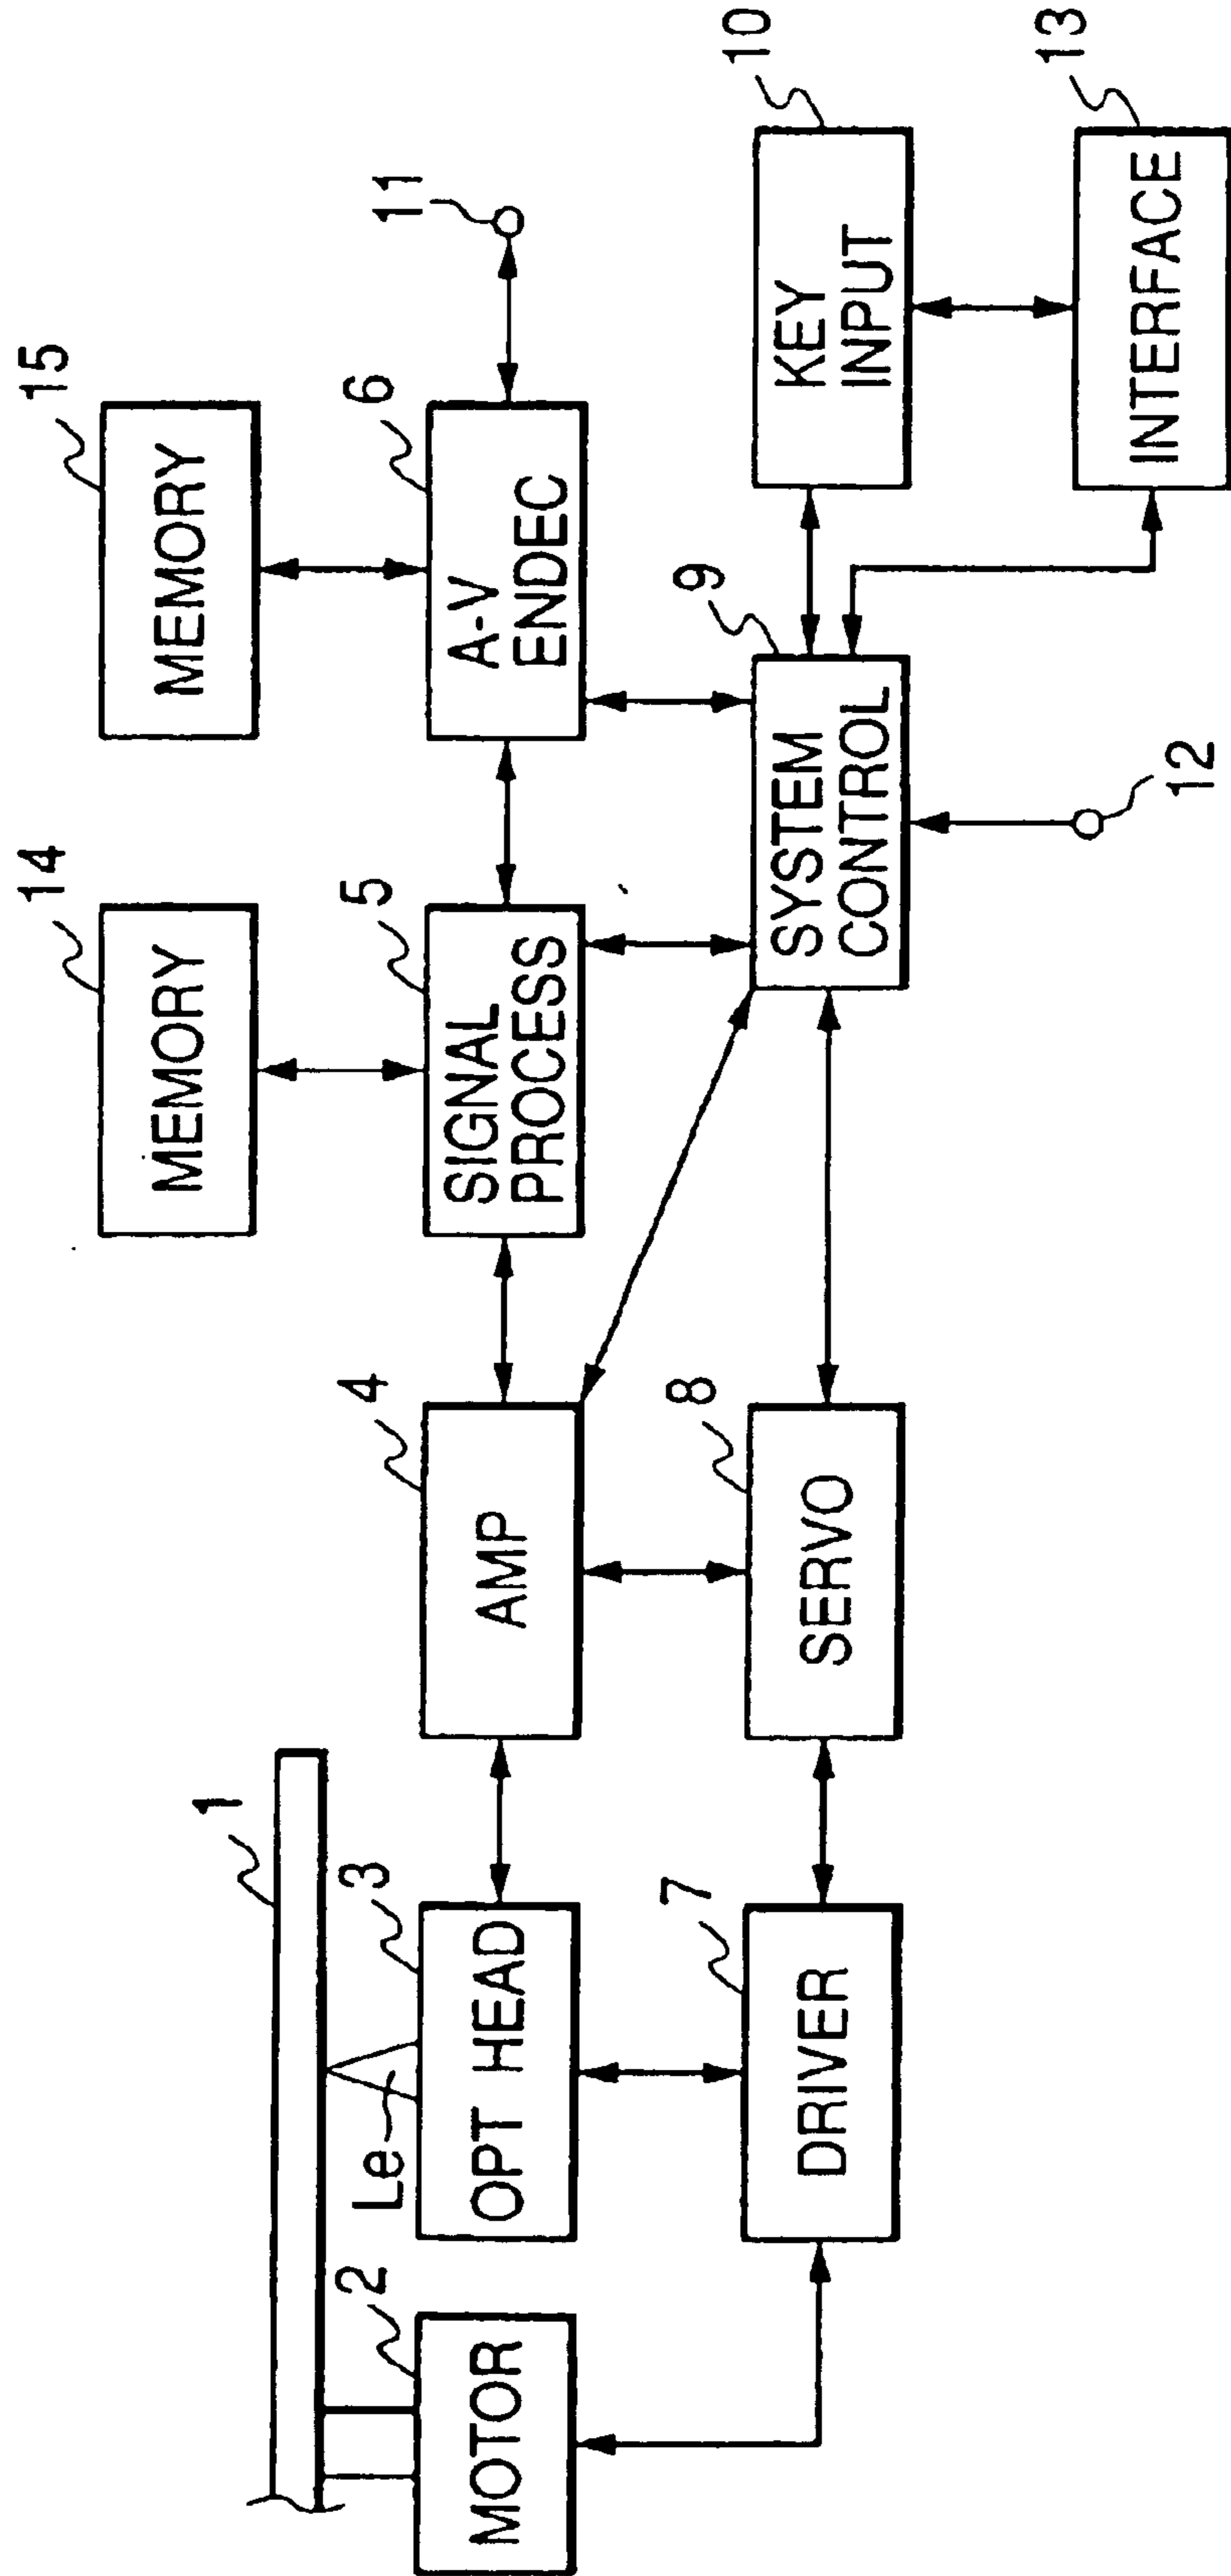 15
14
MEMORY
MEMORY
1
2
Le
3
4
5
6
11
MOTOR
OPT HEAD
AMP
SIGNAL
PROCESS
A-V
ENDEC
7
8
9
10
DRIVER
SERVO
SYSTEM
CONTROL
KEY
INPUT
12
13
INTERFACE